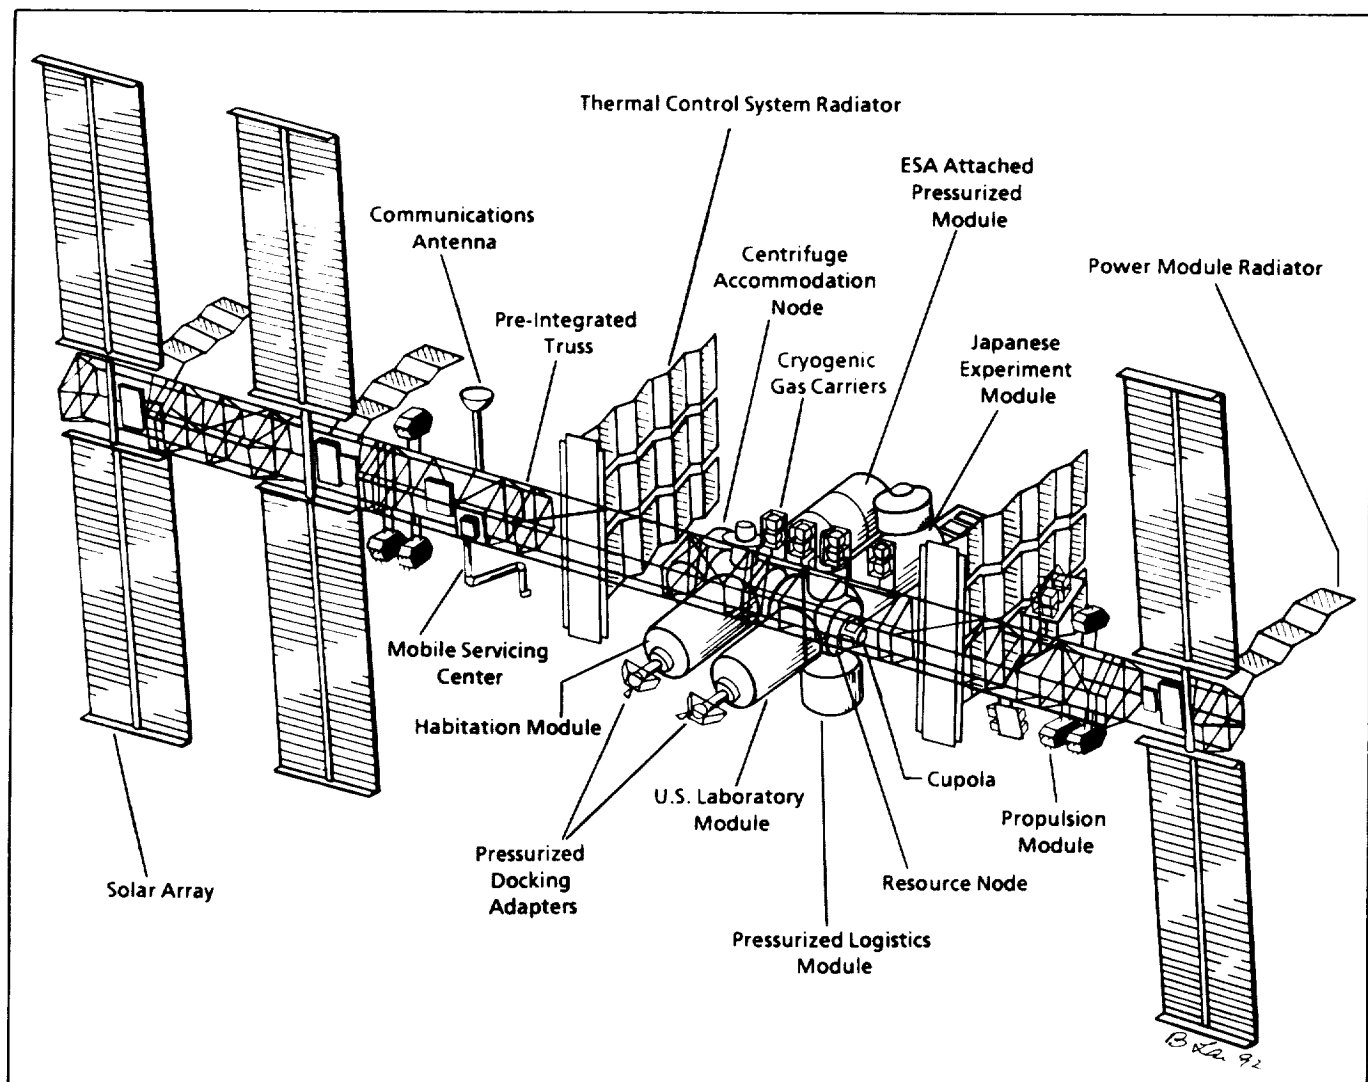 Thermal Control System Radiator
ESA Attached
Pressurized
Module
Communications
Antenna
Centrifuge
Accommodation
Node
Power Module Radiator
Pre-Integrated
Truss
Cryogenic
Gas Carriers
Japanese
Experiment
Module
Mobile Servicing
Center
Habitation Module
Cupola
U.S. Laboratory
Module
Propulsion
Module
Pressurized
Docking
Adapters
Solar Array
Resource Node
Pressurized Logistics
Module
92